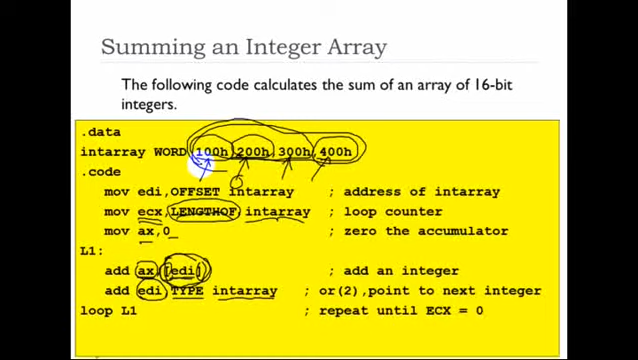 Summing an Integer Array
The following code calculates the sum of an array of 16-bit
integers.
.data
intarray WORD 100h,200h,300h,400h
.code
mov edi,OFFSET intarray ; address of intarray
mov ecx,LENGTHOF intarray ; loop counter
mov ax,0 ; zero the accumulator
L1:
add ax,[edi] ; add an integer
add edi,TYPE intarray ; or(2),point to next integer
loop L1 ; repeat until ECX = 0